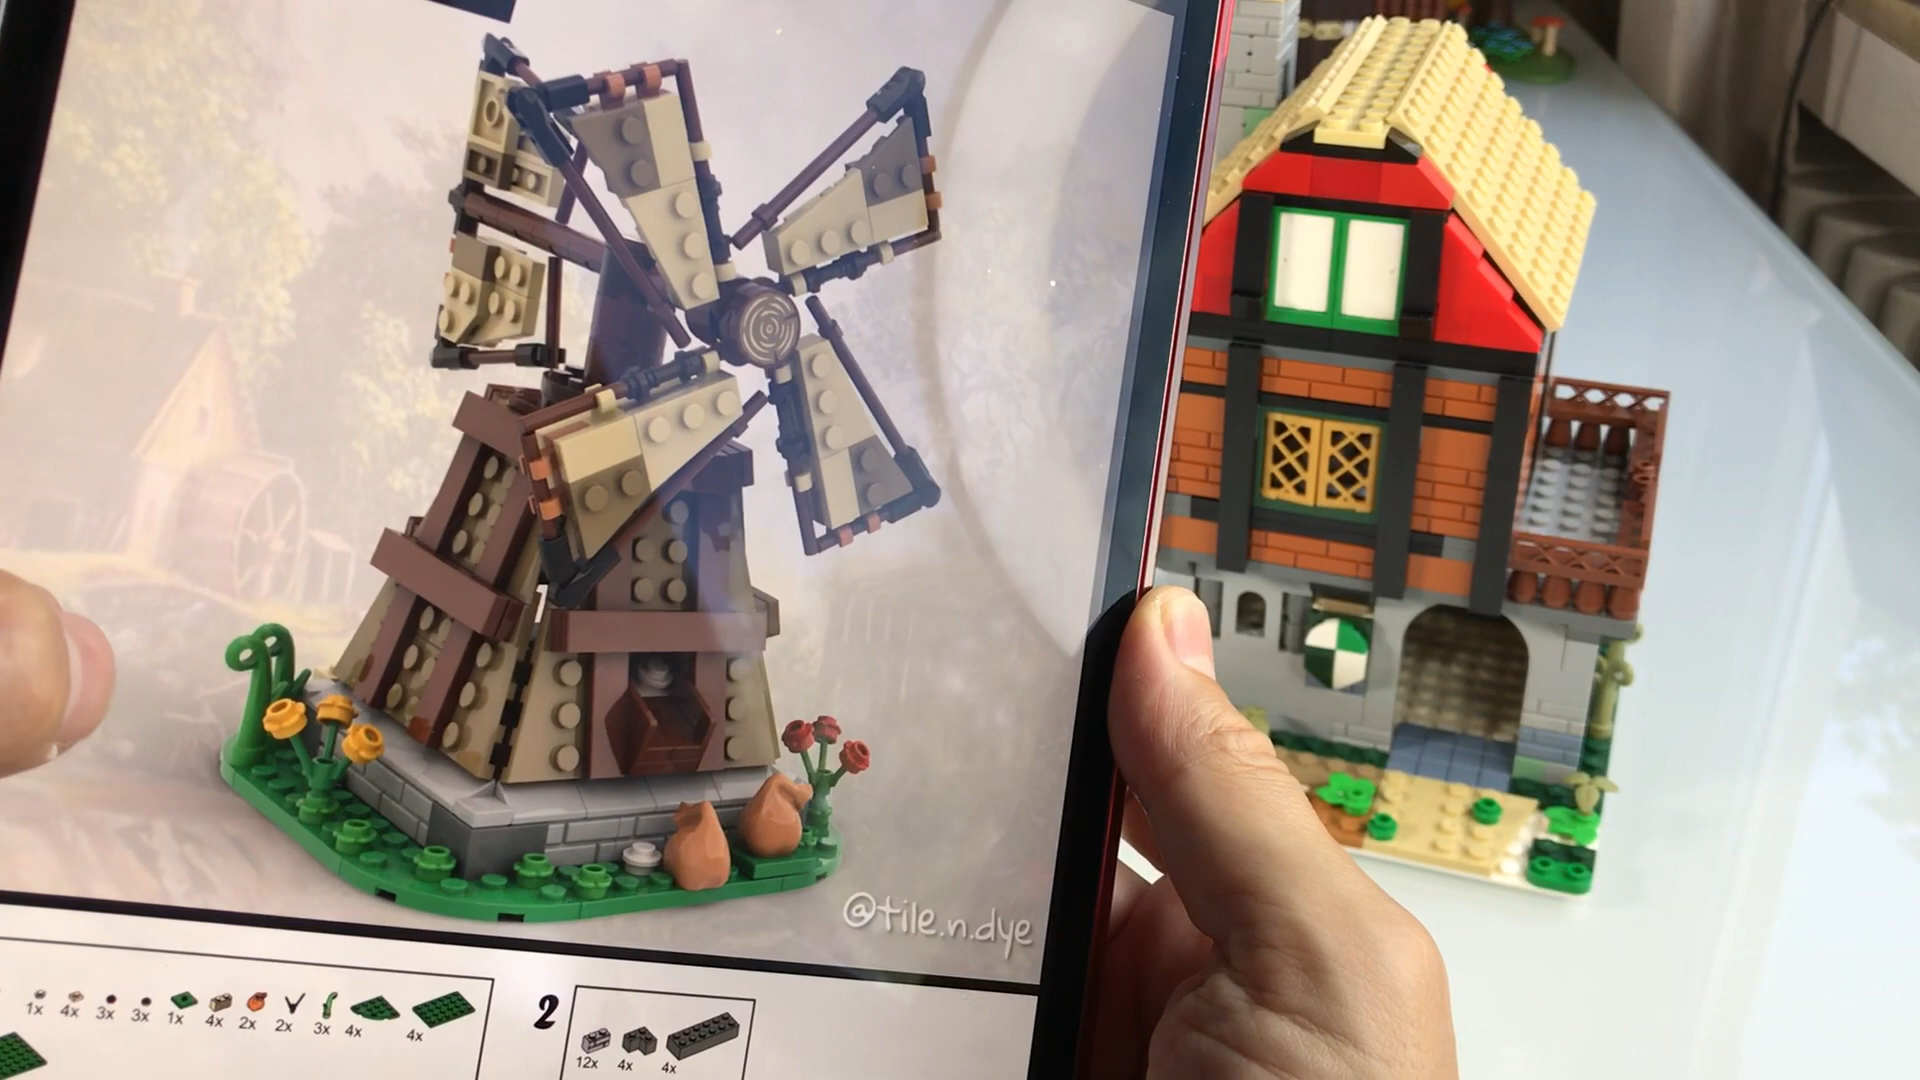 @tile.n.dye
1x 4x 3x 3x 1x 4x 2x 2x 3x 4x 4x
2
12x 4x 4x